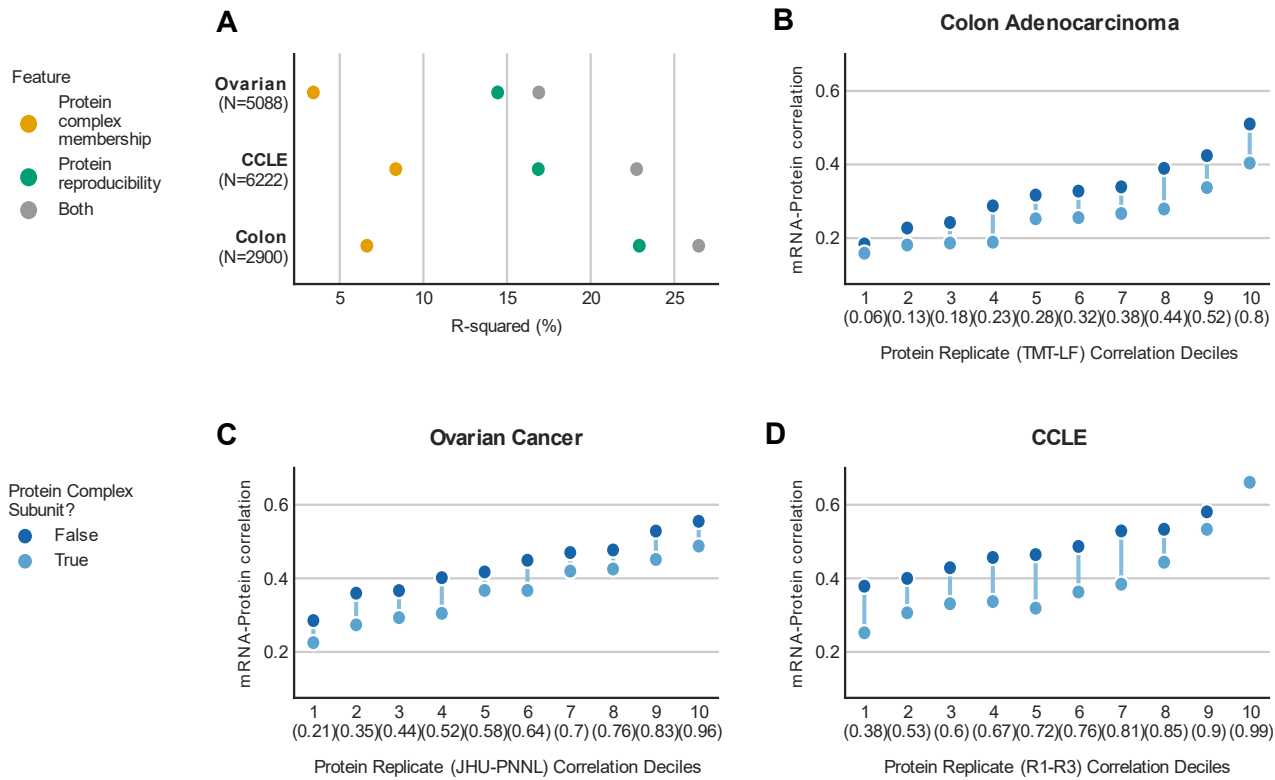 A
Feature
Protein
complex
membership
Protein
reproducibility
Both
Ovarian
(N=5088)
CCLE
(N=6222)
Colon
(N=2900)
5 10 15 20 25
R-squared (%)
B
Colon Adenocarcinoma
mRNA-Protein correlation
0.6
0.4
0.2
1 2 3 4 5 6 7 8 9 10
(0.06) (0.13) (0.18) (0.23) (0.28) (0.32) (0.38) (0.44) (0.52) (0.8)
Protein Replicate (TMT-LF) Correlation Deciles
C
Ovarian Cancer
Protein Complex
Subunit?
False
True
mRNA-Protein correlation
0.6
0.4
0.2
1 2 3 4 5 6 7 8 9 10
(0.21) (0.35) (0.44) (0.52) (0.58) (0.64) (0.7) (0.76) (0.83) (0.96)
Protein Replicate (JHU-PNNL) Correlation Deciles
D
CCLE
mRNA-Protein correlation
0.6
0.4
0.2
1 2 3 4 5 6 7 8 9 10
(0.38) (0.53) (0.6) (0.67) (0.72) (0.76) (0.81) (0.85) (0.9) (0.99)
Protein Replicate (R1-R3) Correlation Deciles